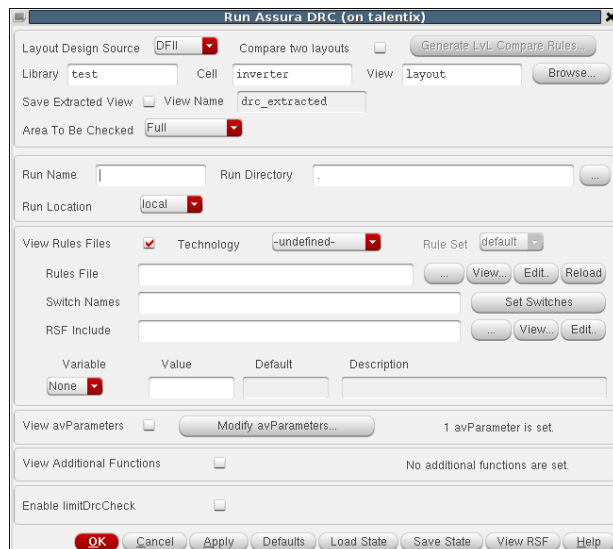 Run Assura DRC (on talentix)
Layout Design Source DFII Compare two layouts Generate LvL Compare Rules...
Library test Cell inverter View layout Browse...
Save Extracted View View Name drc_extracted
Area To Be Checked Full
Run Name Run Directory . ...
Run Location local
View Rules Files Technology -undefined- Rule Set default
Rules File ... View... Edit.. Reload
Switch Names Set Switches
RSF Include ... View... Edit..
Variable Value Default Description
None
View avParameters Modify avParameters... 1 avParameter is set.
View Additional Functions No additional functions are set.
Enable limitDrcCheck
OK Cancel Apply Defaults Load State Save State View RSF Help